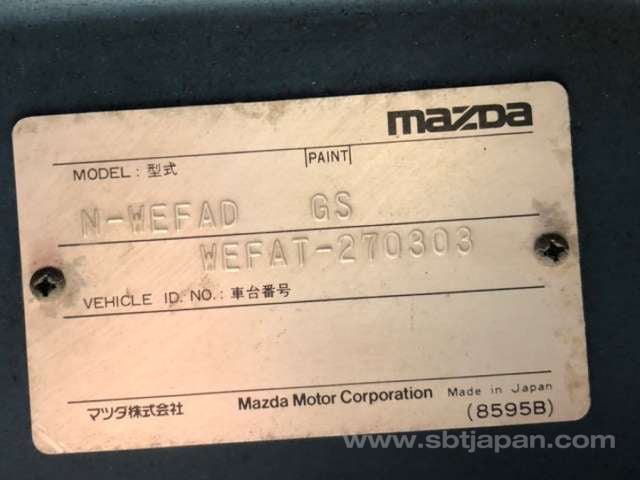 mazda
MODEL : 型式 PAINT
N-WEFAD GS
WEFAT-270303
VEHICLE ID. NO. : 車台番号
マツダ株式会社 Mazda Motor Corporation Made in Japan
(8595B)
www.sbtjapan.com